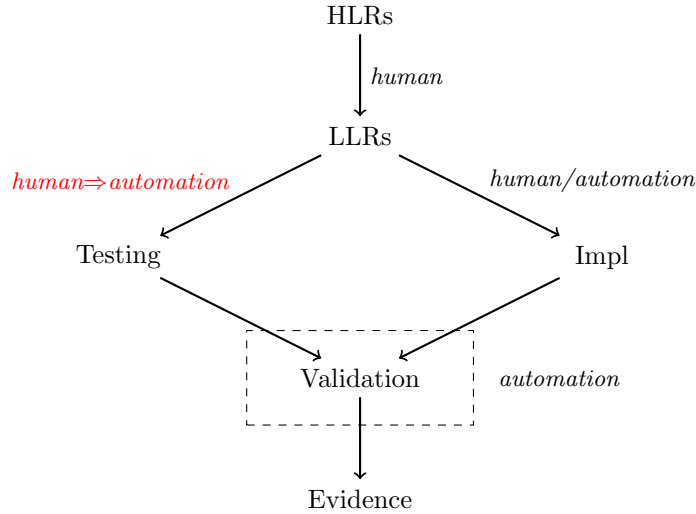 HLRs
human
LLRs
human⇒automation
human/automation
Testing
Impl
Validation
automation
Evidence